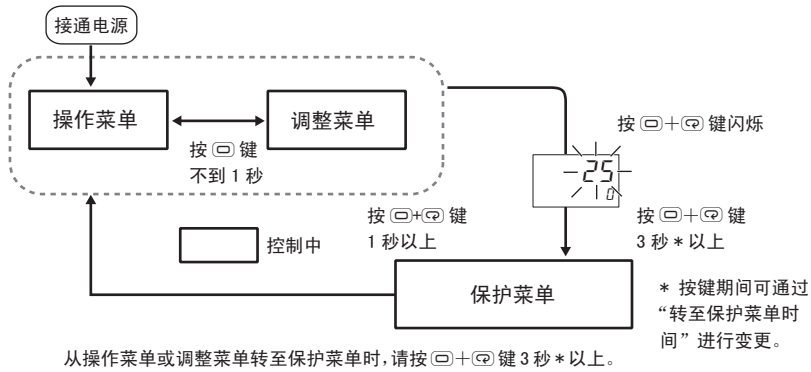 接通电源
操作菜单
调整菜单
按 键
不到 1 秒
按 + 键闪烁
25
0
按 + 键
3 秒 * 以上
按 + 键
1 秒以上
控制中
保护菜单
* 按键期间可通过
“转至保护菜单时
间”进行变更。
从操作菜单或调整菜单转至保护菜单时,请按 + 键 3 秒 * 以上。